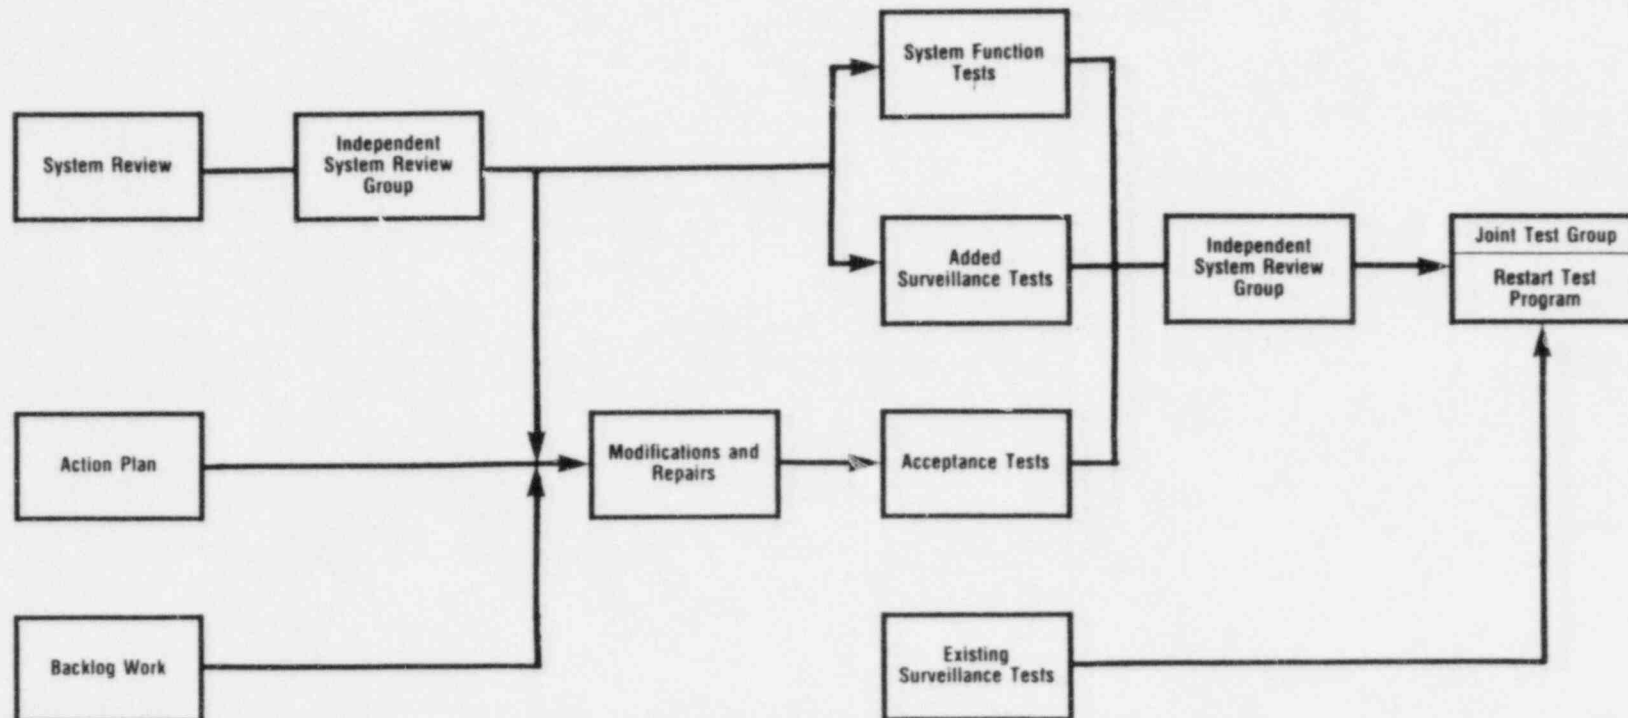 System Function
Tests
System Review
Independent
System Review
Group
Added
Surveillance Tests
Independent
System Review
Group
Joint Test Group
Restart Test
Program
Action Plan
Modifications and
Repairs
Acceptance Tests
Backlog Work
Existing
Surveillance Tests